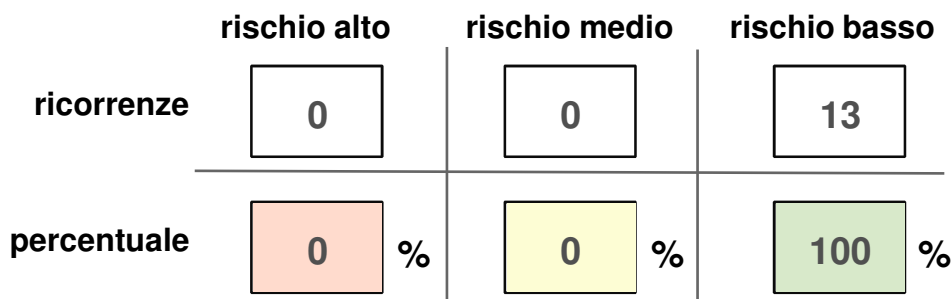 rischio alto rischio medio rischio basso
ricorrenze 0 0 13
percentuale 0 % 0 % 100 %